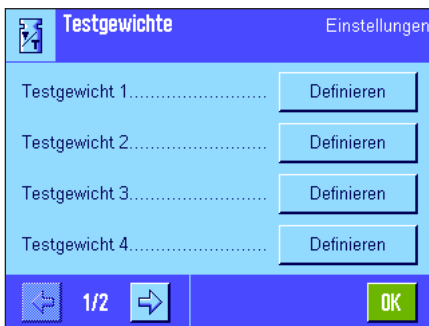 Testgewichte Einstellungen
Testgewicht 1........................ Definieren
Testgewicht 2........................ Definieren
Testgewicht 3........................ Definieren
Testgewicht 4........................ Definieren
1/2 OK